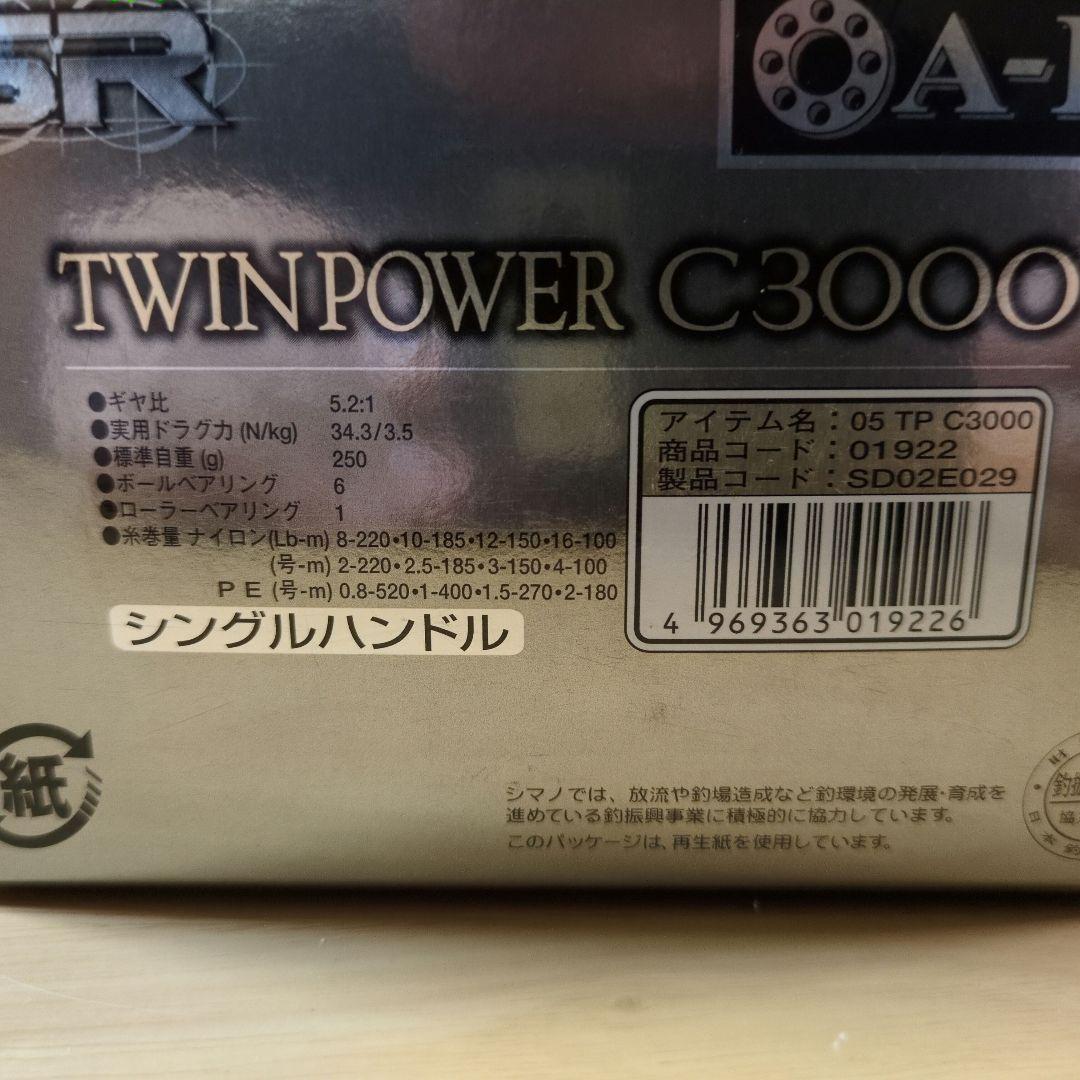 SR
A-
TWINPOWER C3000
●ギヤ比 5.2:1
●実用ドラグ力 (N/kg) 34.3/3.5
●標準自重 (g) 250
●ボールベアリング 6
●ローラーベアリング 1
●糸巻量 ナイロン(Lb-m) 8-220•10-185•12-150•16-100
(号-m) 2-220•2.5-185•3-150•4-100
PE (号-m) 0.8-520•1-400•1.5-270•2-180
シングルハンドル
アイテム名：05 TP C3000
商品コード：01922
製品コード：SD02E029
4 969363 019226
紙
シマノでは、放流や釣場造成など釣環境の発展・育成を
進めている釣振興事業に積極的に協力しています。
このパッケージは、再生紙を使用しています。